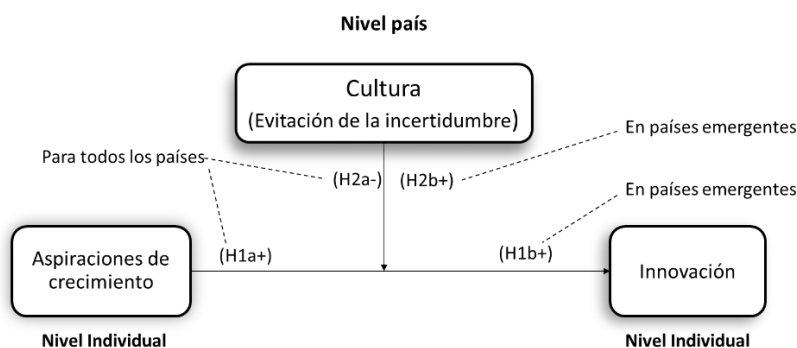 Nivel país
Cultura
(Evitación de la incertidumbre)
En países emergentes
Para todos los países
(H2a-)
(H2b+)
En países emergentes
(H1a+)
(H1b+)
Aspiraciones de
crecimiento
Innovación
Nivel Individual
Nivel Individual